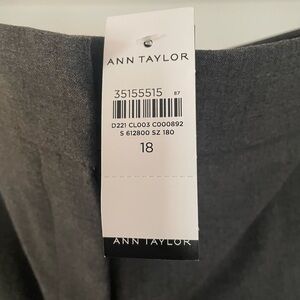 ANN TAYLOR
35155515 87
D221 CL003 C000892
S 612800 SZ 180
18
ANN TAYLOR